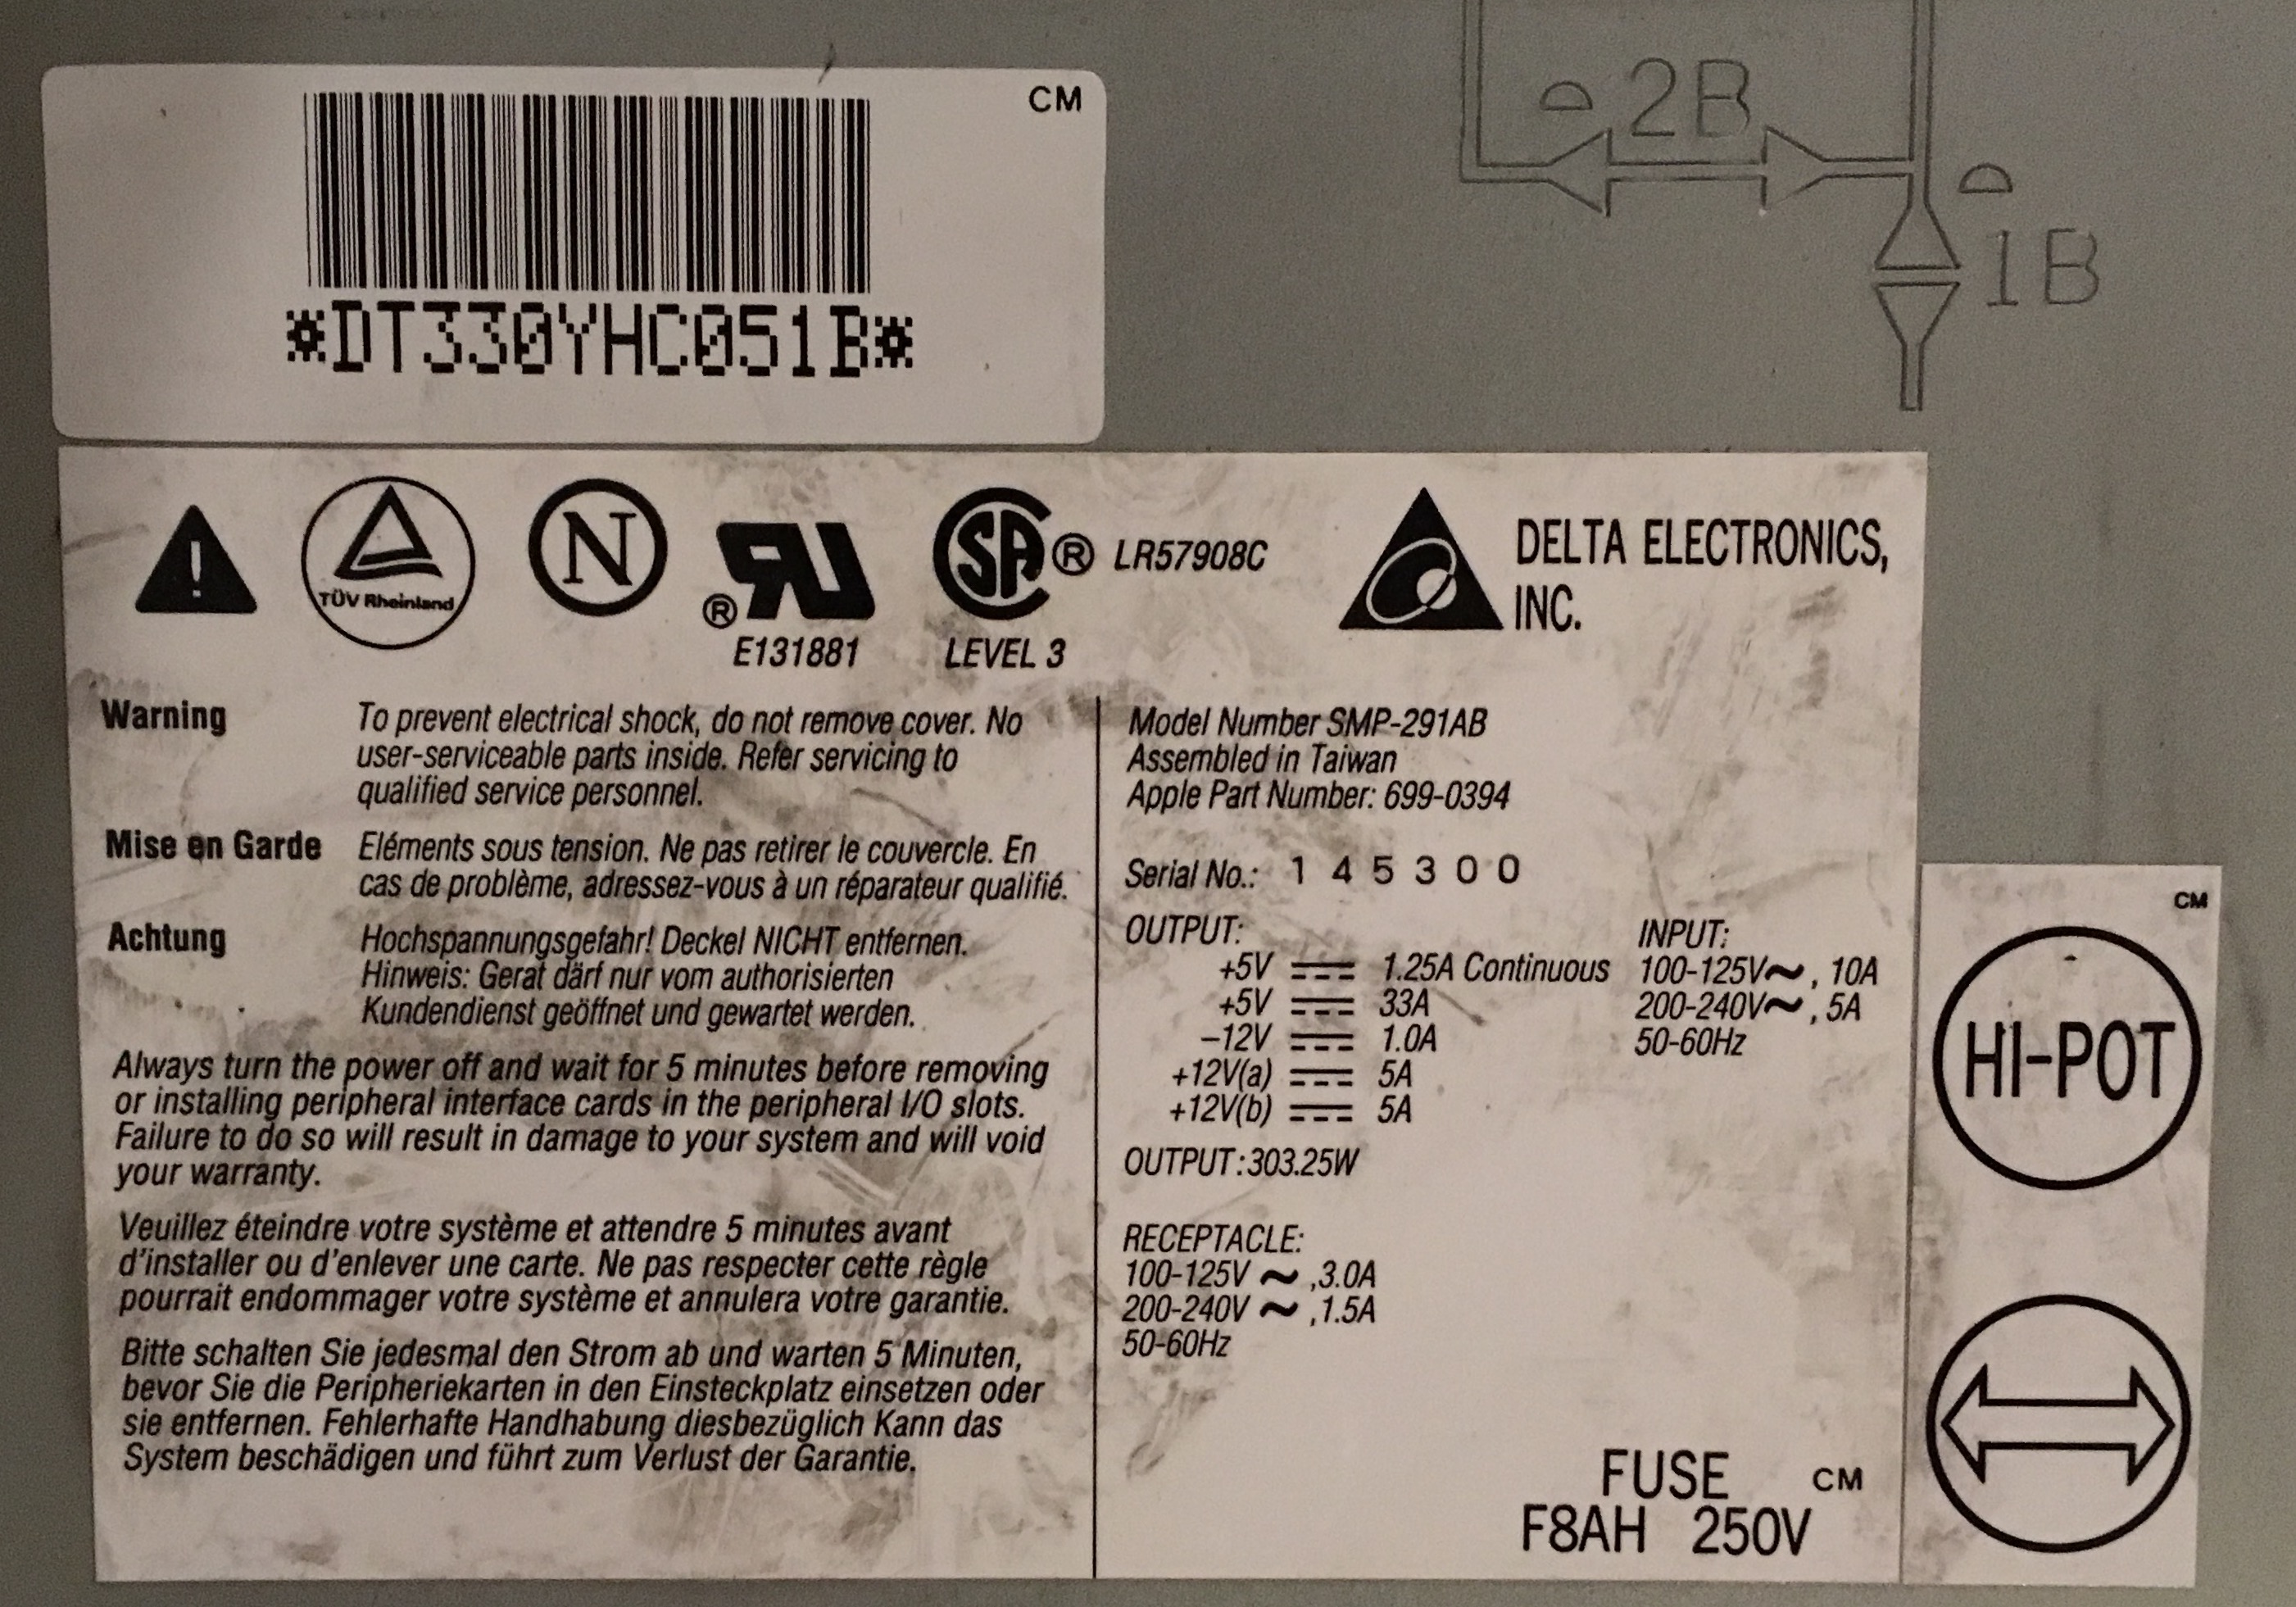 CM
*DT330YHC051B*
2B
1B
TÜV Rheinland
N
® E131881
SA® LR57908C
LEVEL 3
DELTA ELECTRONICS,
INC.
Warning To prevent electrical shock, do not remove cover. No
user-serviceable parts inside. Refer servicing to
qualified service personnel.
Mise en Garde Eléments sous tension. Ne pas retirer le couvercle. En
cas de problème, adressez-vous à un réparateur qualifié.
Achtung Hochspannungsgefahr! Deckel NICHT entfernen.
Hinweis: Gerat därf nur vom authorisierten
Kundendienst geöffnet und gewartet werden.
Always turn the power off and wait for 5 minutes before removing
or installing peripheral interface cards in the peripheral I/O slots.
Failure to do so will result in damage to your system and will void
your warranty.
Veuillez éteindre votre système et attendre 5 minutes avant
d'installer ou d'enlever une carte. Ne pas respecter cette règle
pourrait endommager votre système et annulera votre garantie.
Bitte schalten Sie jedesmal den Strom ab und warten 5 Minuten,
bevor Sie die Peripheriekarten in den Einsteckplatz einsetzen oder
sie entfernen. Fehlerhafte Handhabung diesbezüglich Kann das
System beschädigen und führt zum Verlust der Garantie.
Model Number SMP-291AB
Assembled in Taiwan
Apple Part Number: 699-0394
Serial No.: 145300
OUTPUT:
+5V ⎓ 1.25A Continuous
+5V ⎓ 33A
–12V ⎓ 1.0A
+12V(a) ⎓ 5A
+12V(b) ⎓ 5A
INPUT:
100-125V~, 10A
200-240V~, 5A
50-60Hz
OUTPUT:303.25W
RECEPTACLE:
100-125V ~ ,3.0A
200-240V ~ ,1.5A
50-60Hz
FUSE CM
F8AH 250V
CM
HI-POT